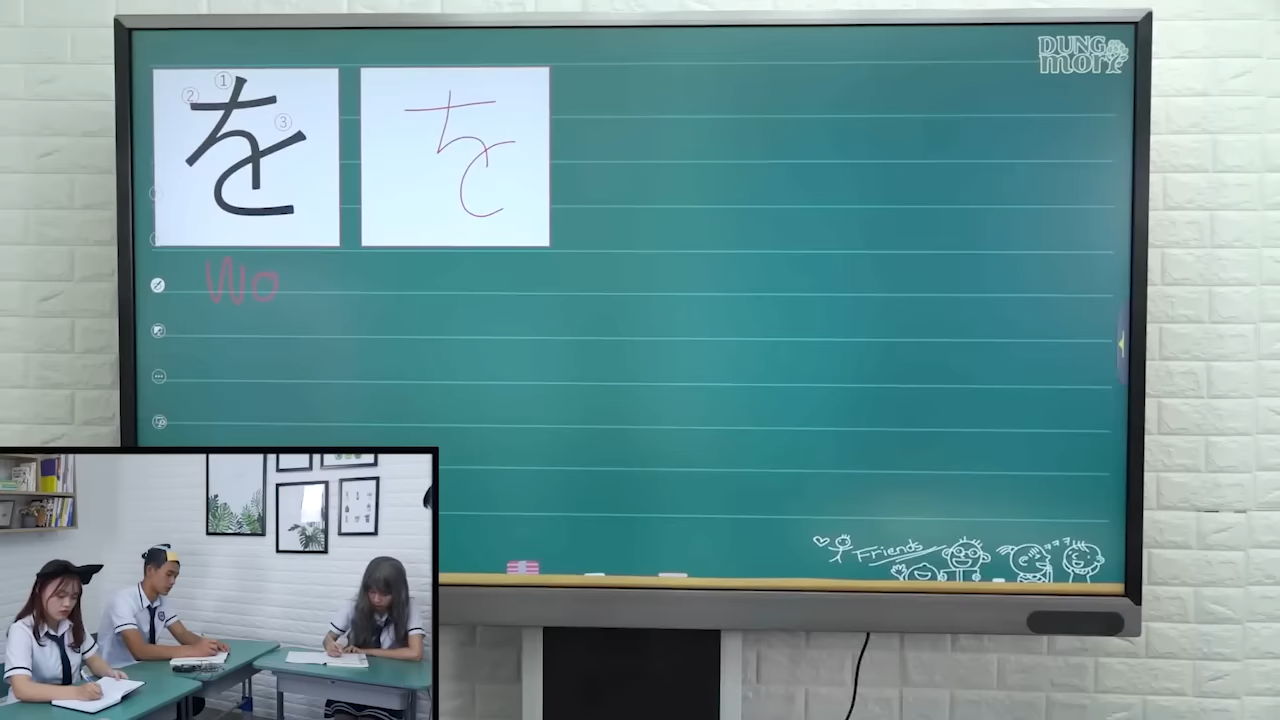 DUNG
mori
① ② ③
を を
Wo
Friends